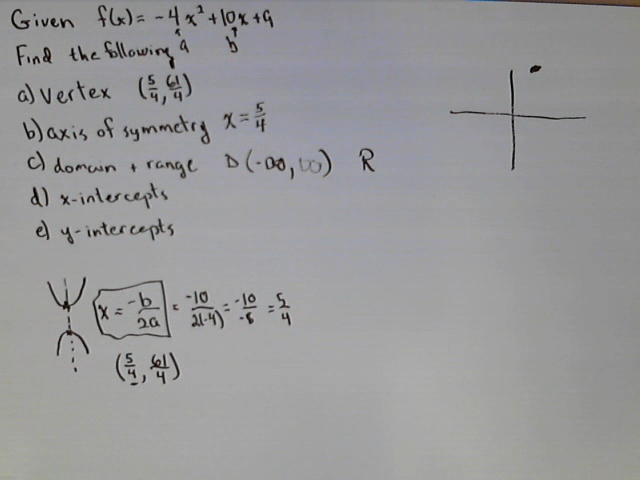 Given f(x) = -4x² + 10x + 9
a b
Find the following
a) Vertex (5/4, 61/4)
b) axis of symmetry x = 5/4
c) domain + range D (-∞, ∞) R
d) x-intercepts
e) y-intercepts
x = -b/2a = -10/2(-4) = -10/-8 = 5/4
(5/4, 61/4)